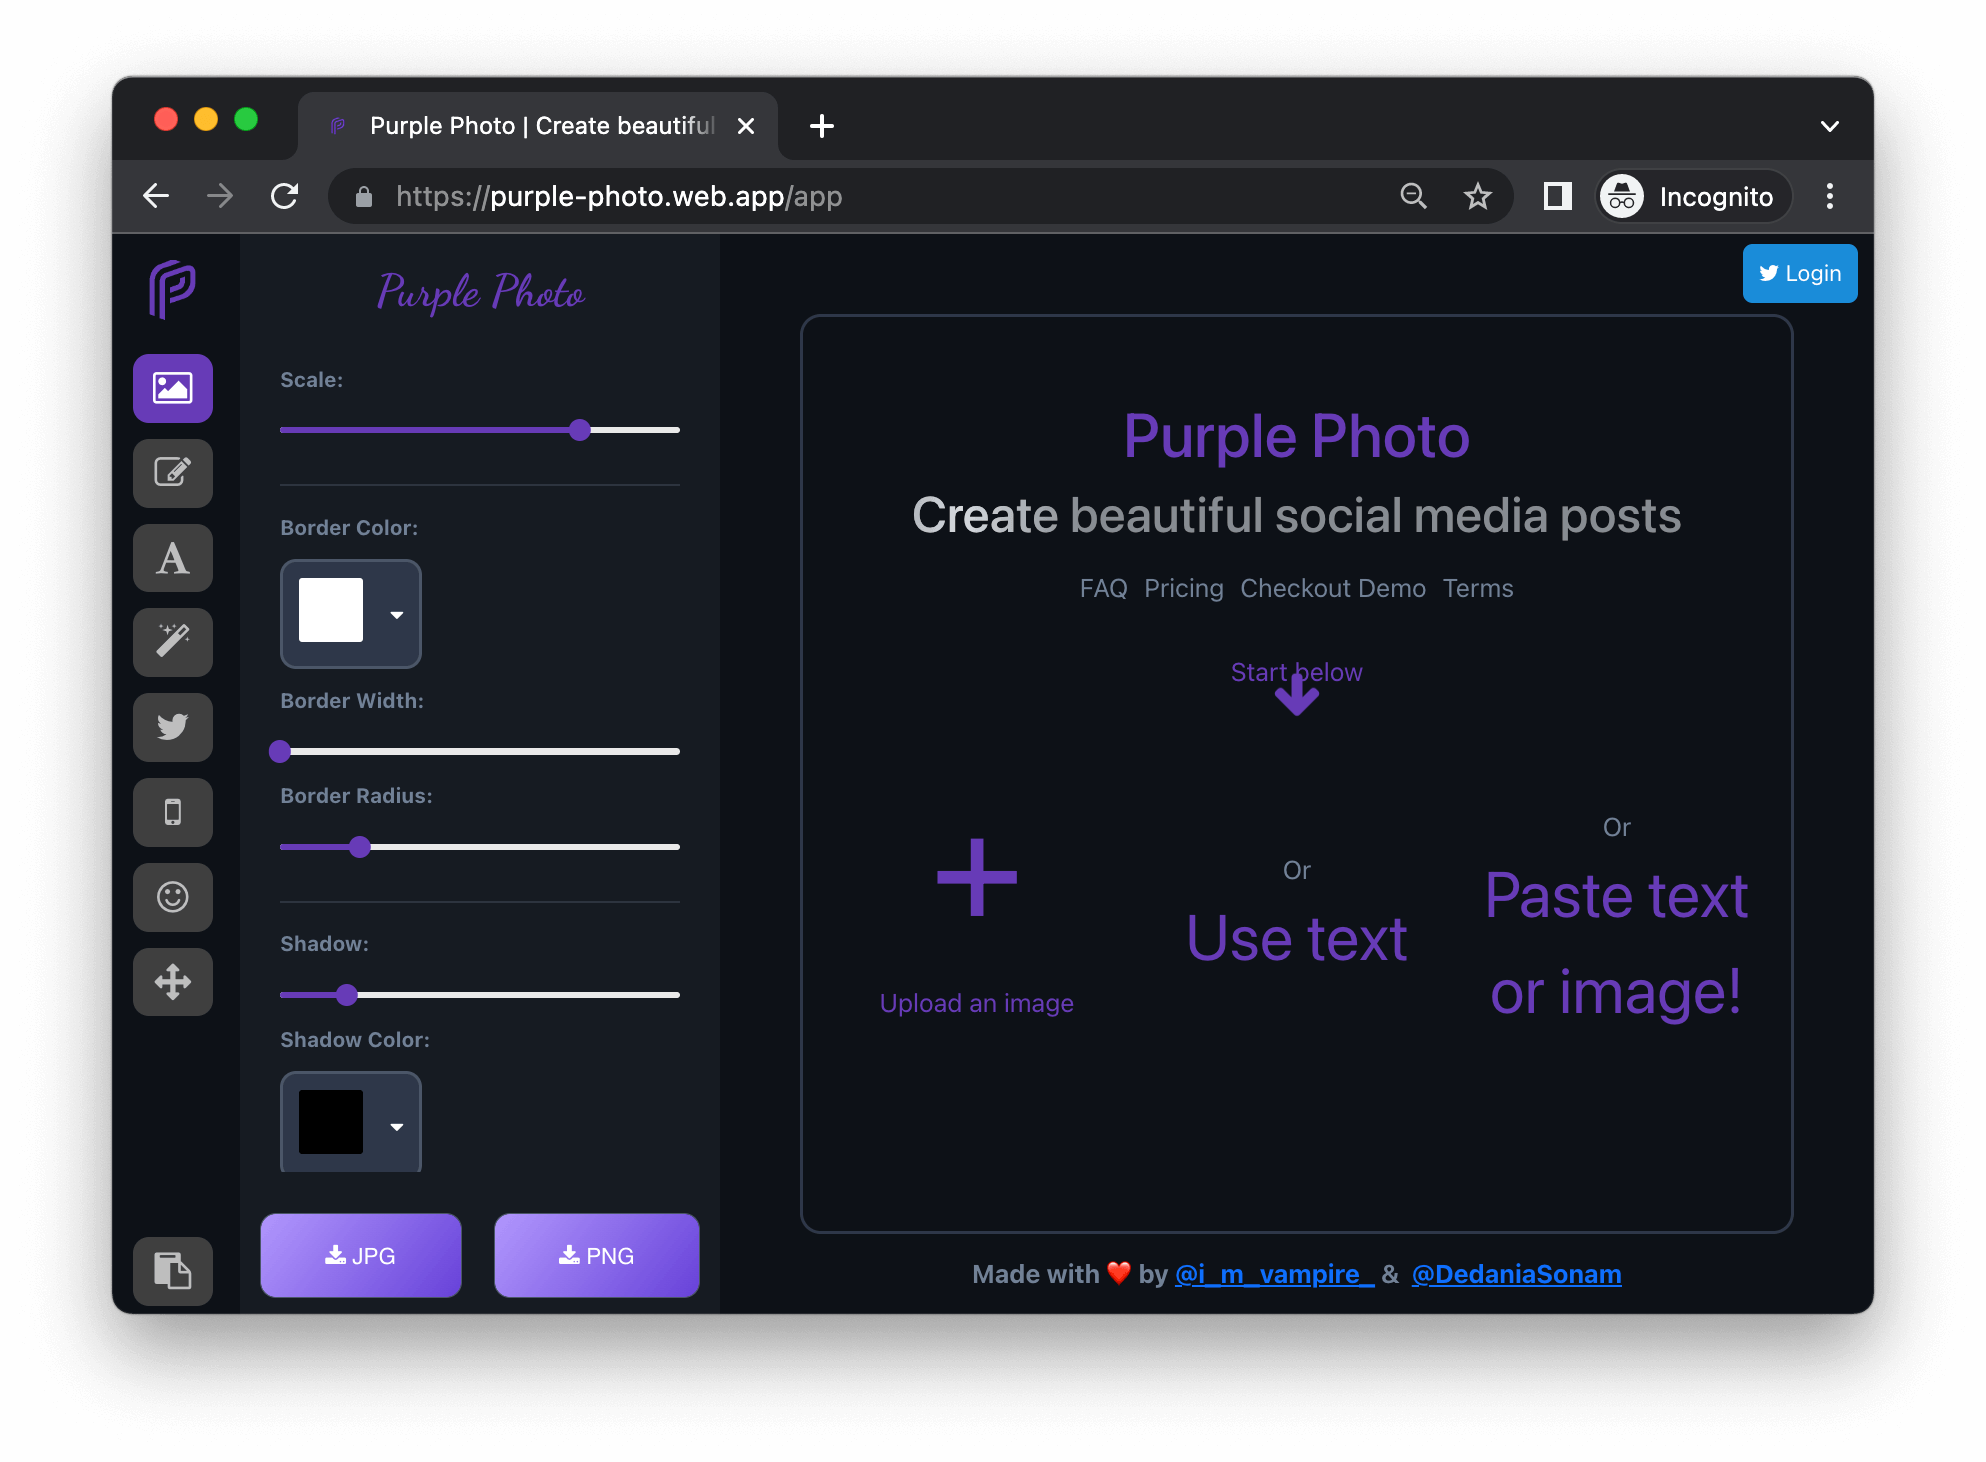 Purple Photo | Create beautiful
https://purple-photo.web.app/app
Incognito
Purple Photo
Login
Scale:
Border Color:
Border Width:
Border Radius:
Shadow:
Shadow Color:
JPG
PNG
Purple Photo
Create beautiful social media posts
FAQ Pricing Checkout Demo Terms
Start below
Upload an image
Or
Use text
Or
Paste text
or image!
Made with ❤️ by @i_m_vampire_ & @DedaniaSonam